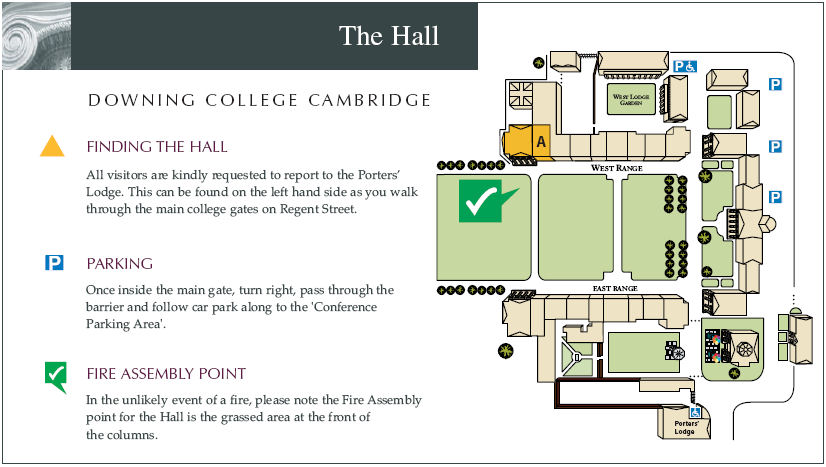 The Hall
DOWNING COLLEGE CAMBRIDGE
FINDING THE HALL
All visitors are kindly requested to report to the Porters’
Lodge. This can be found on the left hand side as you walk
through the main college gates on Regent Street.
P
PARKING
Once inside the main gate, turn right, pass through the
barrier and follow car park along to the 'Conference
Parking Area'.
FIRE ASSEMBLY POINT
In the unlikely event of a fire, please note the Fire Assembly
point for the Hall is the grassed area at the front of
the columns.
P
WEST LODGE
GARDEN
P
A
P
WEST RANGE
P
EAST RANGE
Porters'
Lodge